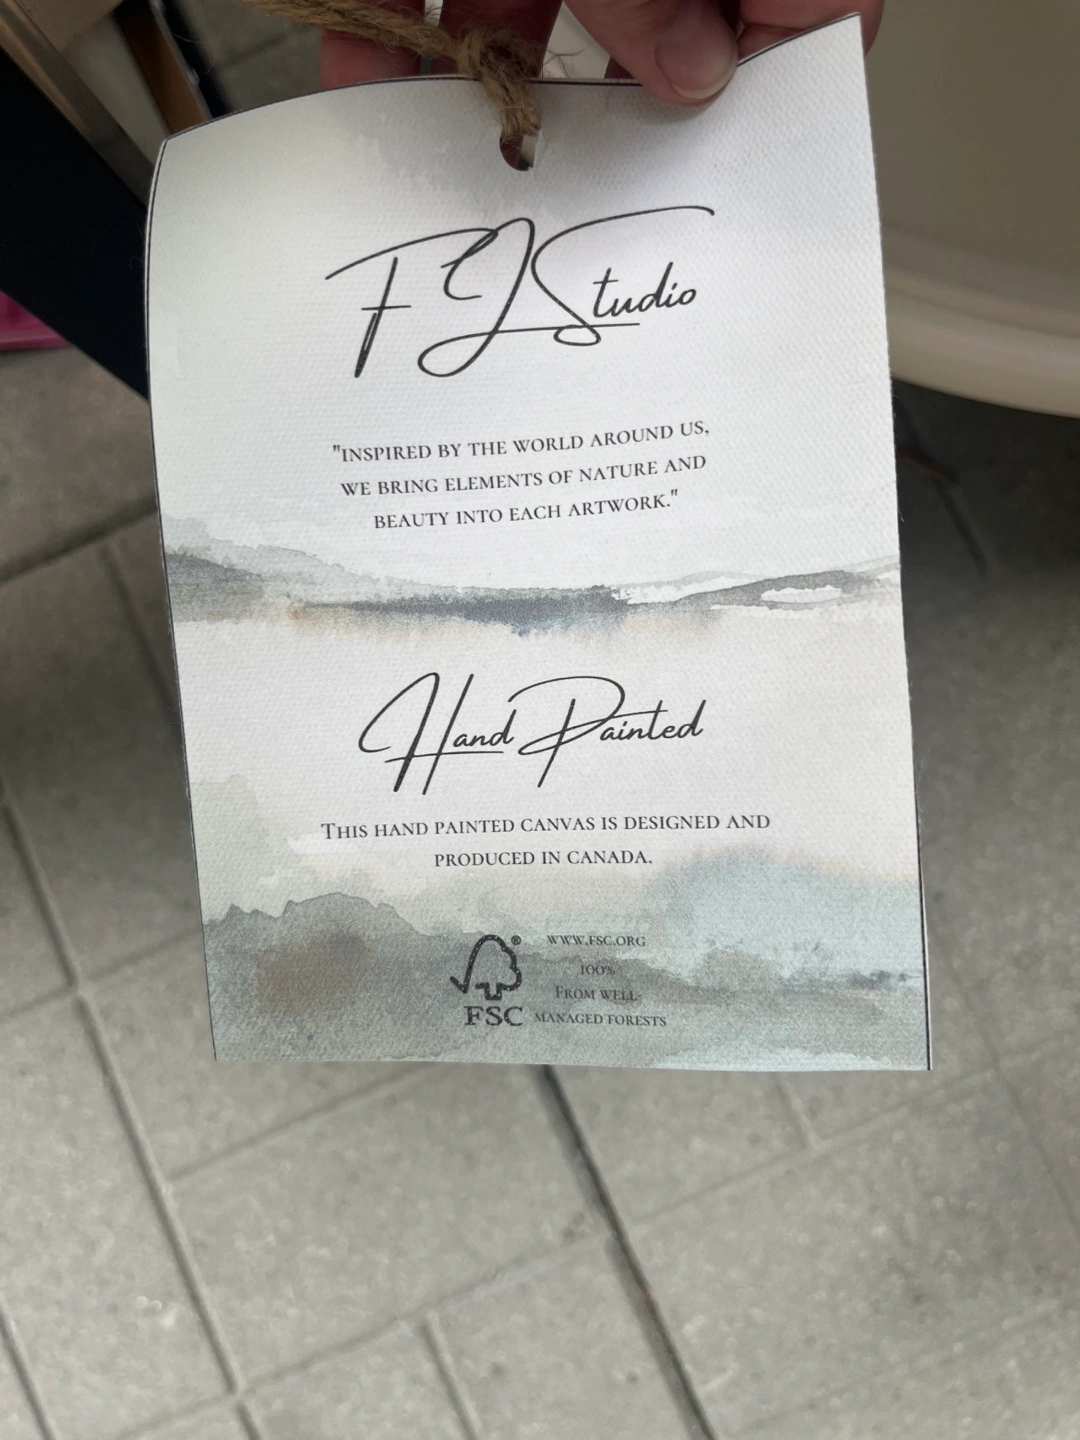 FJ Studio
"Inspired by the world around us,
we bring elements of nature and
beauty into each artwork."
Hand Painted
This hand painted canvas is designed and
produced in Canada.
www.fsc.org
100%
From well-
managed forests
®
FSC